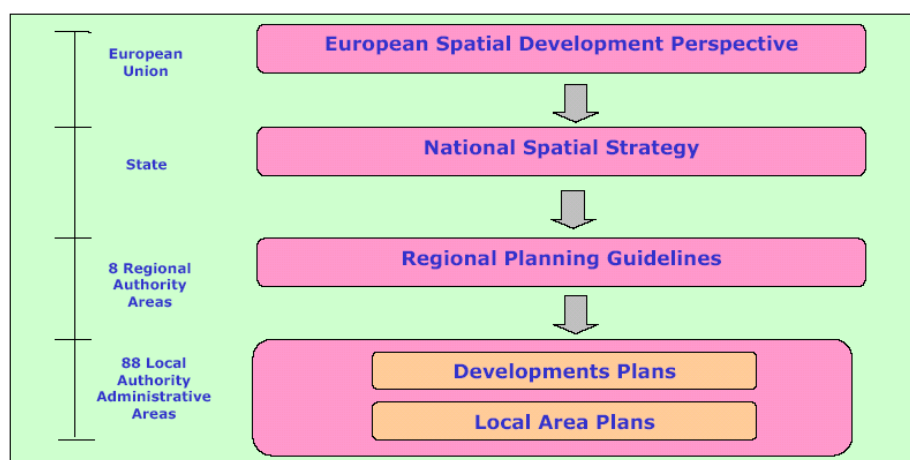 European
Union
European Spatial Development Perspective
State
National Spatial Strategy
8 Regional
Authority
Areas
Regional Planning Guidelines
88 Local
Authority
Administrative
Areas
Developments Plans
Local Area Plans